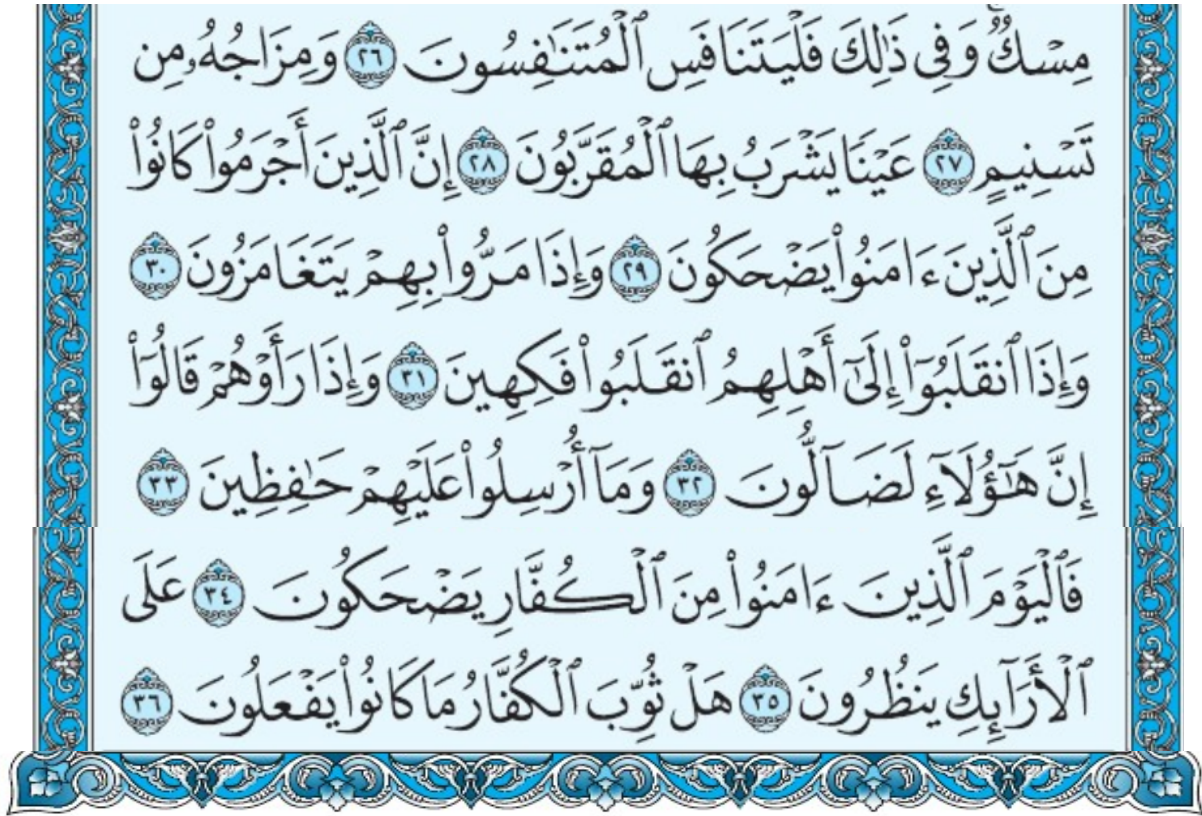 مِسْكٌ ۚ وَفِى ذَٰلِكَ فَلْيَتَنَافَسِ ٱلْمُتَنَٰفِسُونَ ٢٦ وَمِزَاجُهُۥ مِن
تَسْنِيمٍ ٢٧ عَيْنًا يَشْرَبُ بِهَا ٱلْمُقَرَّبُونَ ٢٨ إِنَّ ٱلَّذِينَ أَجْرَمُوا۟ كَانُوا۟
مِنَ ٱلَّذِينَ ءَامَنُوا۟ يَضْحَكُونَ ٢٩ وَإِذَا مَرُّوا۟ بِهِمْ يَتَغَامَزُونَ ٣٠
وَإِذَا ٱنقَلَبُوٓا۟ إِلَىٰٓ أَهْلِهِمُ ٱنقَلَبُوا۟ فَكِهِينَ ٣١ وَإِذَا رَأَوْهُمْ قَالُوٓا۟
إِنَّ هَٰٓؤُلَآءِ لَضَآلُّونَ ٣٢ وَمَآ أُرْسِلُوا۟ عَلَيْهِمْ حَٰفِظِينَ ٣٣
فَٱلْيَوْمَ ٱلَّذِينَ ءَامَنُوا۟ مِنَ ٱلْكُفَّارِ يَضْحَكُونَ ٣٤ عَلَى
ٱلْأَرَآئِكِ يَنظُرُونَ ٣٥ هَلْ ثُوِّبَ ٱلْكُفَّارُ مَا كَانُوا۟ يَفْعَلُونَ ٣٦